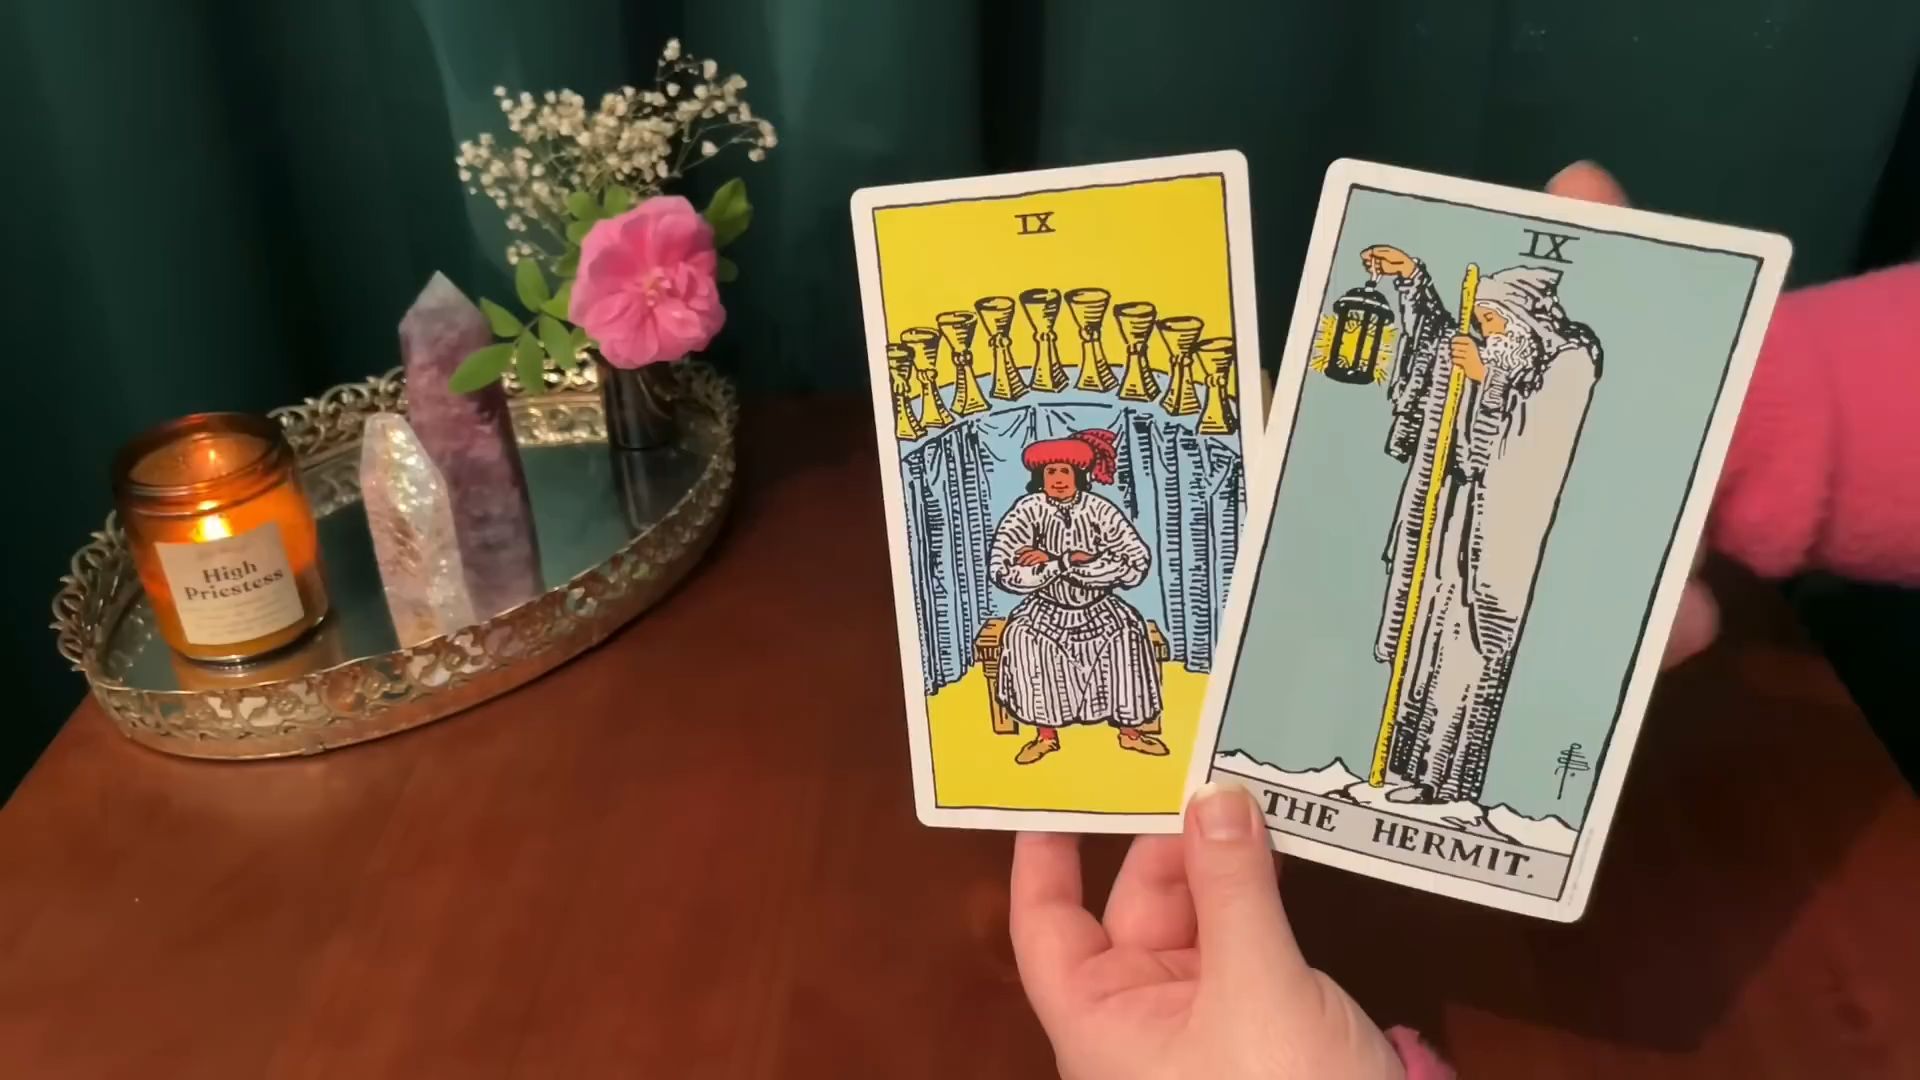 High
Priestess
IX
IX
THE HERMIT.